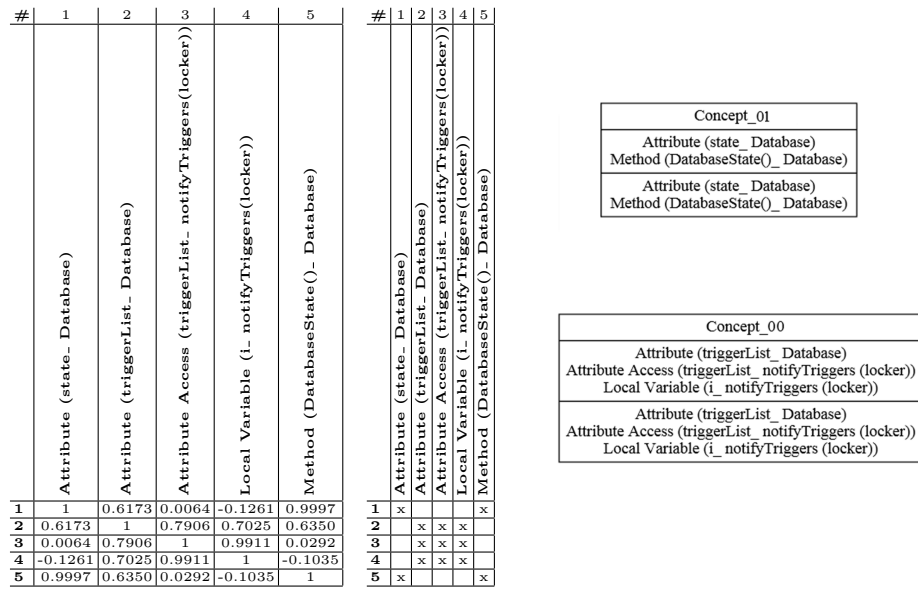 # 1 2 3 4 5
Attribute (state_ Database)
Attribute (triggerList_ Database)
Attribute Access (triggerList_ notifyTriggers(locker))
Local Variable (i_ notifyTriggers(locker))
Method (DatabaseState()_ Database)
1 1 0.6173 0.0064 -0.1261 0.9997
2 0.6173 1 0.7906 0.7025 0.6350
3 0.0064 0.7906 1 0.9911 0.0292
4 -0.1261 0.7025 0.9911 1 -0.1035
5 0.9997 0.6350 0.0292 -0.1035 1
# 1 2 3 4 5
Attribute (state_ Database)
Attribute (triggerList_ Database)
Attribute Access (triggerList_ notifyTriggers(locker))
Local Variable (i_ notifyTriggers(locker))
Method (DatabaseState()_ Database)
1 x x
2 x x x
3 x x x
4 x x x
5 x x
Concept_01
Attribute (state_ Database)
Method (DatabaseState()_ Database)
Attribute (state_ Database)
Method (DatabaseState()_ Database)
Concept_00
Attribute (triggerList_ Database)
Attribute Access (triggerList_ notifyTriggers (locker))
Local Variable (i_ notifyTriggers (locker))
Attribute (triggerList_ Database)
Attribute Access (triggerList_ notifyTriggers (locker))
Local Variable (i_ notifyTriggers (locker))